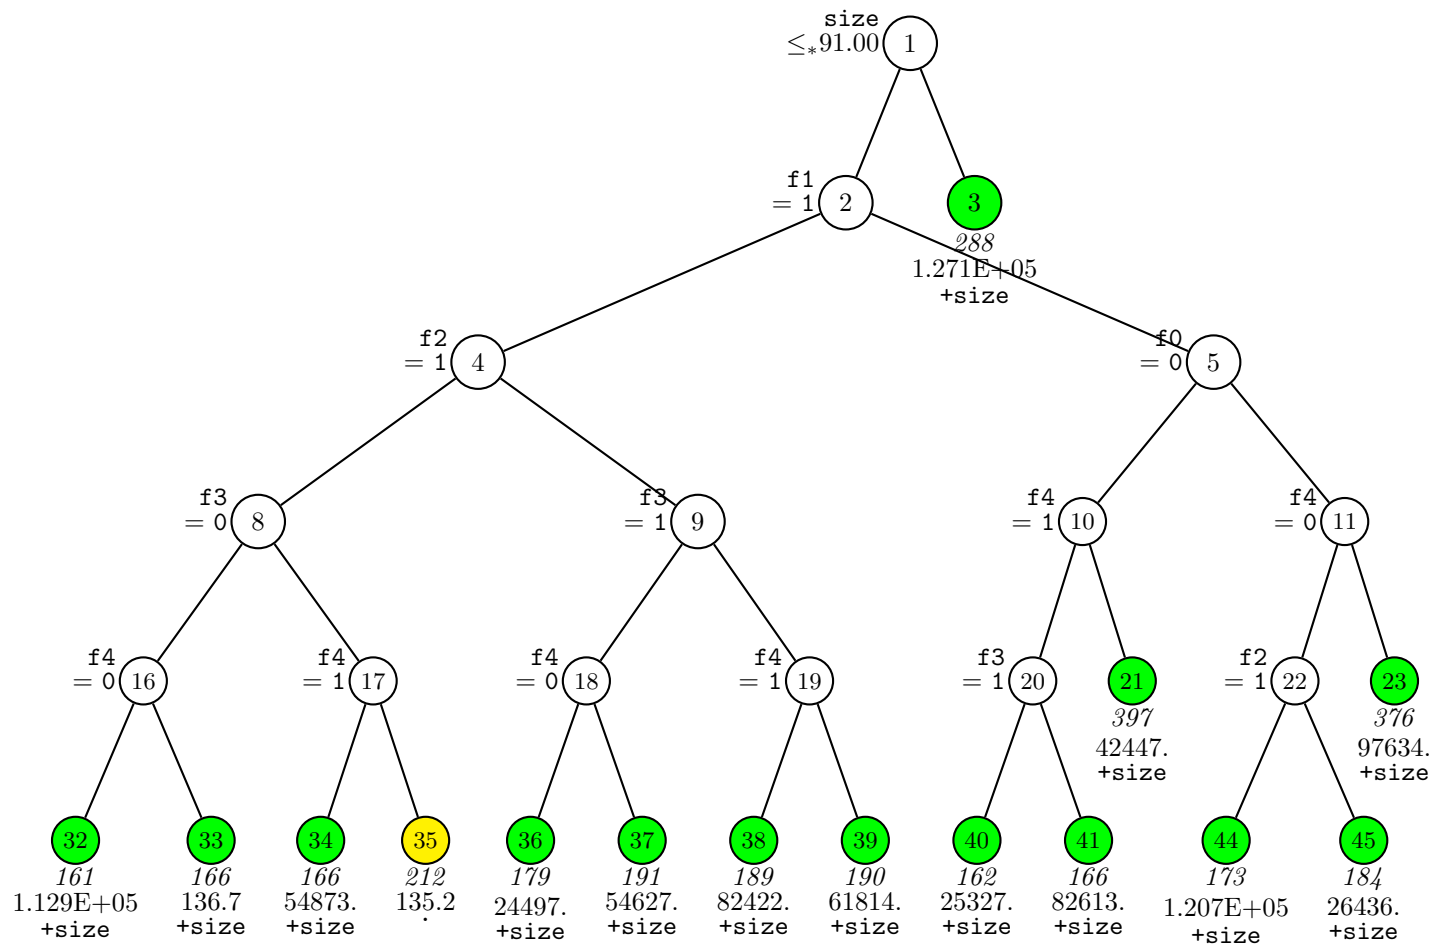 size
≤*91.00 1
f1
= 1 2 3
288
1.271E+05
+size
f2 f0
= 1 4 = 0 5
f3 f3 f4 f4
= 0 8 = 1 9 = 1 10 = 0 11
f4 f4 f4 f4 f3 f2
= 0 16 = 1 17 = 0 18 = 1 19 = 1 20 21 = 1 22 23
397 376
42447. 97634.
+size +size
32 33 34 35 36 37 38 39 40 41 44 45
161 166 166 212 179 191 189 190 162 166 173 184
1.129E+05 136.7 54873. 135.2 24497. 54627. 82422. 61814. 25327. 82613. 1.207E+05 26436.
+size +size +size . +size +size +size +size +size +size +size +size